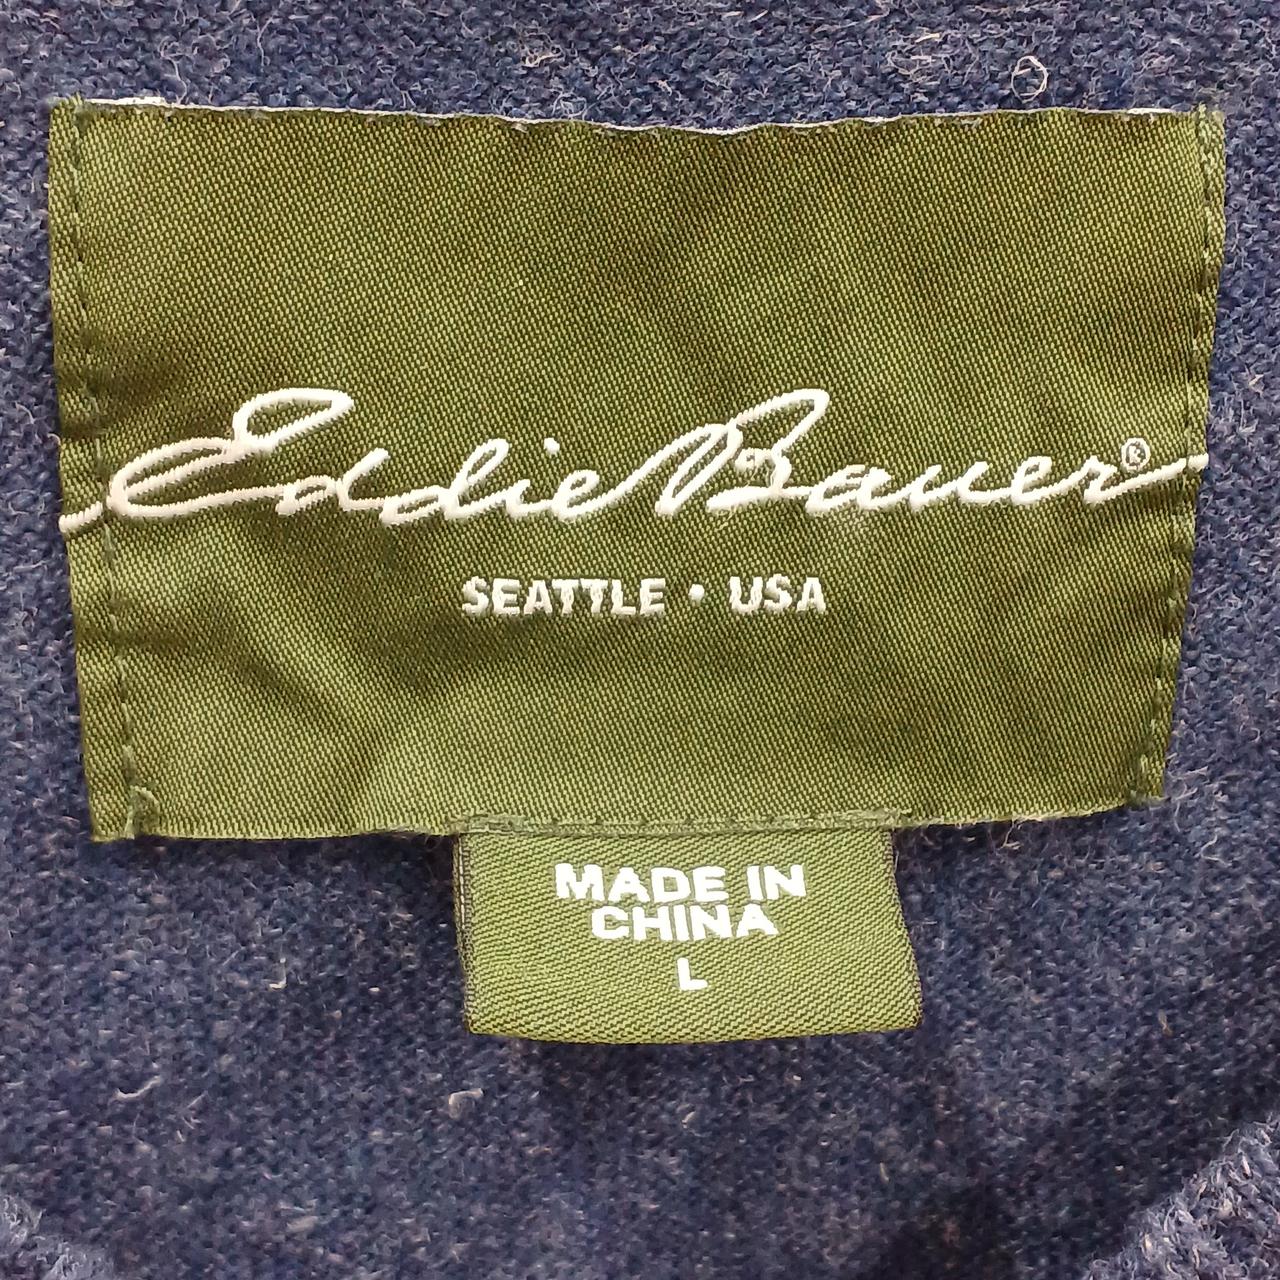 Eddie Bauer®
SEATTLE • USA
MADE IN
CHINA
L